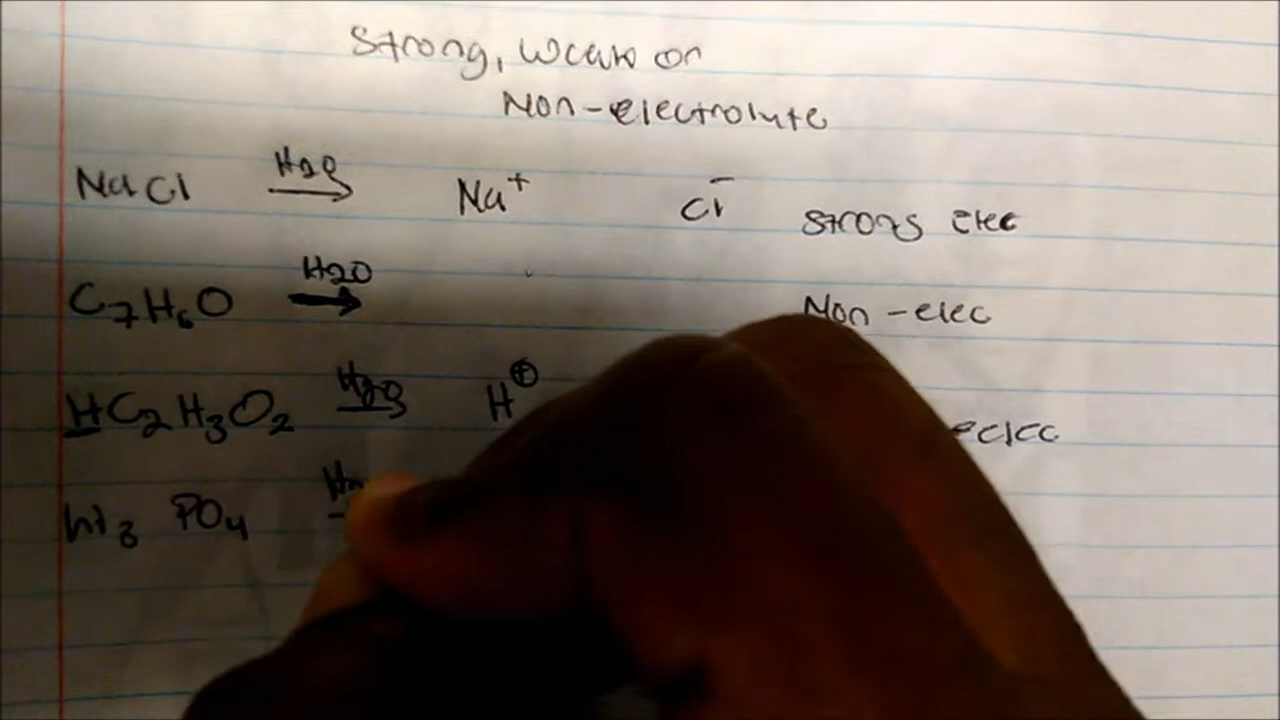 Strong, Weak or
Non-electrolyte
NaCl H2O → Na+ Cl- strong elec
C7H6O H2O → Non-elec
HC2H3O2 H2O → H+ elec
H3 PO4